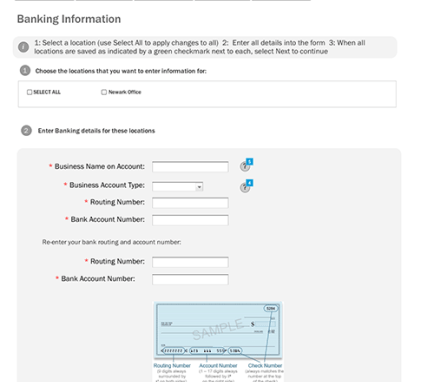 Banking Information
1: Select a location (use Select All to apply changes to all) 2: Enter all details into the form 3: When all
locations are saved as indicated by a green checkmark next to each, select Next to continue
1 Choose the locations that you want to enter information for:
SELECT ALL Newark Office
2 Enter Banking details for these locations
* Business Name on Account:
* Business Account Type:
* Routing Number:
* Bank Account Number:
Re-enter your bank routing and account number:
* Routing Number:
* Bank Account Number:
SAMPLE
Routing Number Account Number Check Number